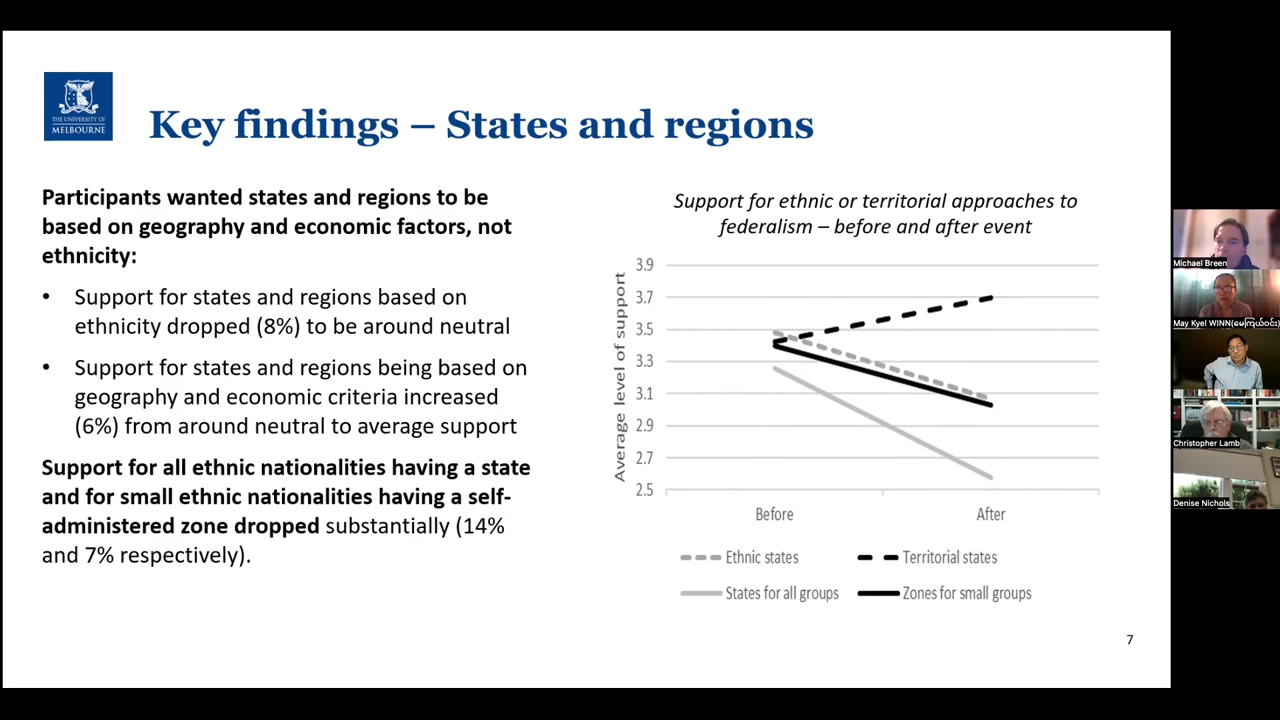 THE UNIVERSITY OF
MELBOURNE
Key findings – States and regions
Participants wanted states and regions to be
based on geography and economic factors, not
ethnicity:
• Support for states and regions based on
ethnicity dropped (8%) to be around neutral
• Support for states and regions being based on
geography and economic criteria increased
(6%) from around neutral to average support
Support for all ethnic nationalities having a state
and for small ethnic nationalities having a self-
administered zone dropped substantially (14%
and 7% respectively).
Support for ethnic or territorial approaches to
federalism – before and after event
Average level of support
3.9
3.7
3.5
3.3
3.1
2.9
2.7
2.5
Before After
Ethnic states Territorial states
States for all groups Zones for small groups
7
Michael Breen
May Kyel WINN(မေကြယ်ဝင်း)
Christopher Lamb
Denise Nichols